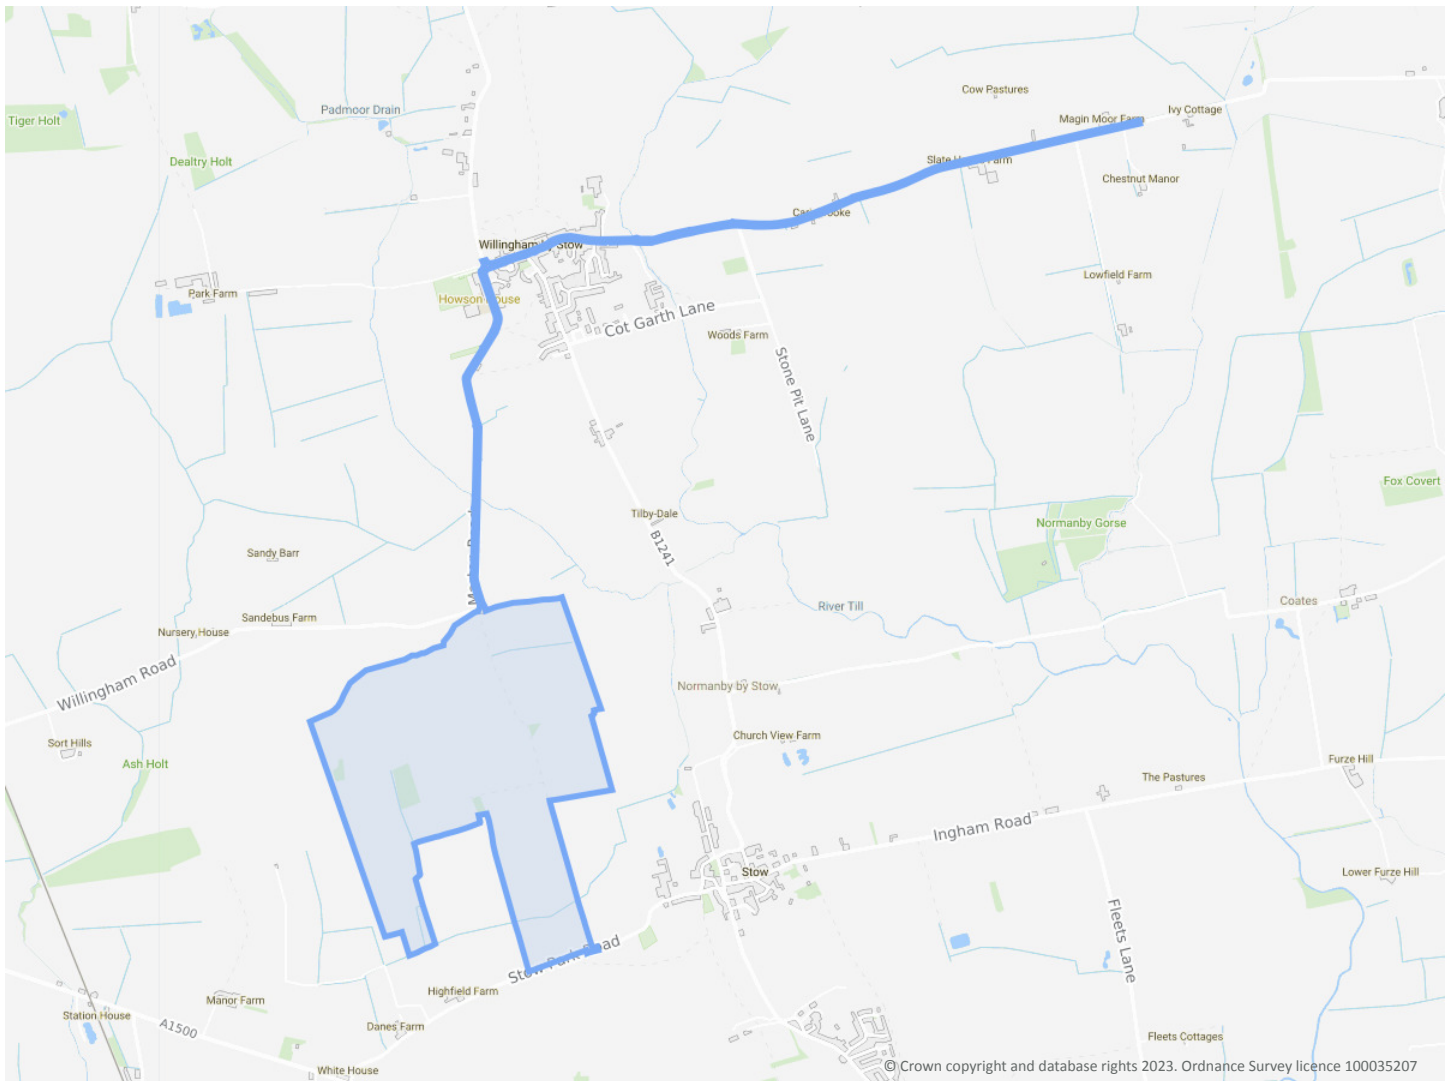 Cow Pastures
Padmoor Drain
Ivy Cottage
Magin Moor Farm
Tiger Holt
Dealtry Holt
Chestnut Manor
Willingham by Stow
Lowfield Farm
Park Farm
Cot Garth Lane
Woods Farm
Stone Pit Lane
Fox Covert
Tilby-Dale
Normanby Gorse
B1241
Sandy Barr
Coates
River Till
Sandebus Farm
Nursery House
Willingham Road
Normanby by Stow
Church View Farm
Sort Hills
Ash Holt
Furze Hill
The Pastures
Ingham Road
Stow
Lower Furze Hill
Fleets Lane
Stow Park Road
Highfield Farm
Manor Farm
Station House
A1500
Danes Farm
Fleets Cottages
White House
© Crown copyright and database rights 2023. Ordnance Survey licence 100035207